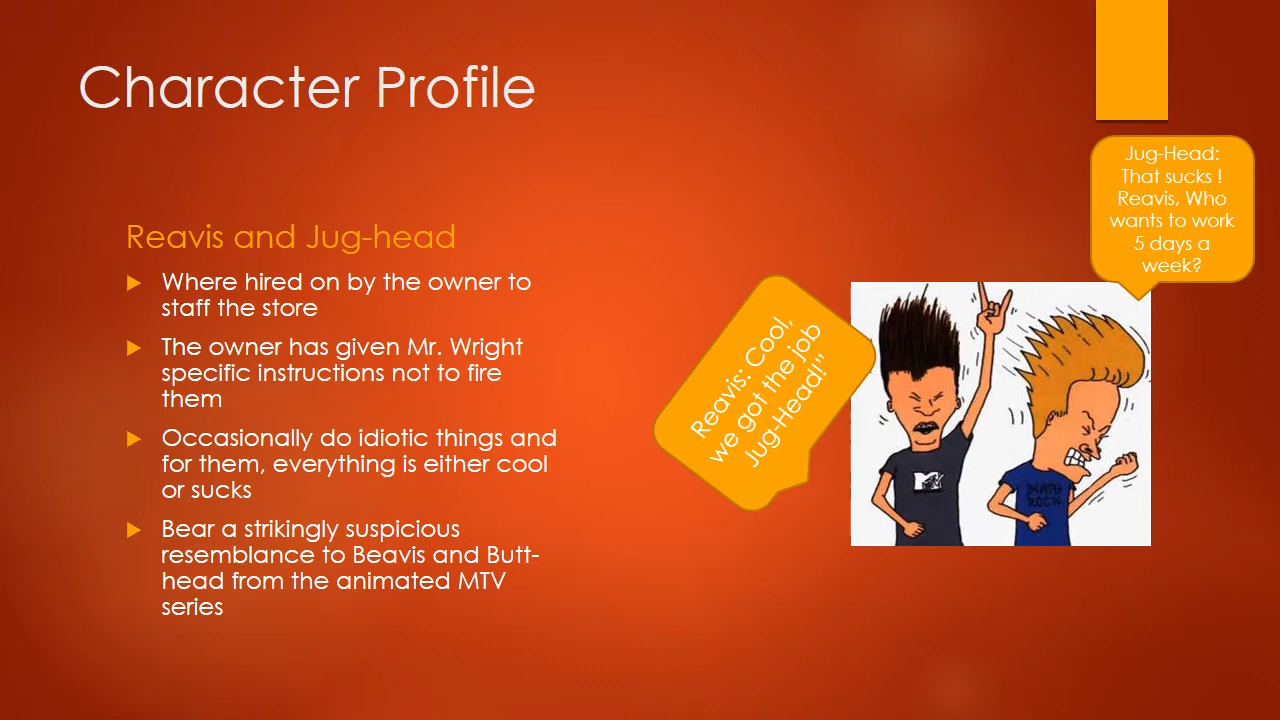 Character Profile
Reavis and Jug-head
Where hired on by the owner to
staff the store
The owner has given Mr. Wright
specific instructions not to fire
them
Occasionally do idiotic things and
for them, everything is either cool
or sucks
Bear a strikingly suspicious
resemblance to Beavis and Butt-
head from the animated MTV
series
Reavis: Cool,
we got the job
Jug-Head!"
Jug-Head:
That sucks !
Reavis, Who
wants to work
5 days a
week?
MTV
DEATH
ROCK